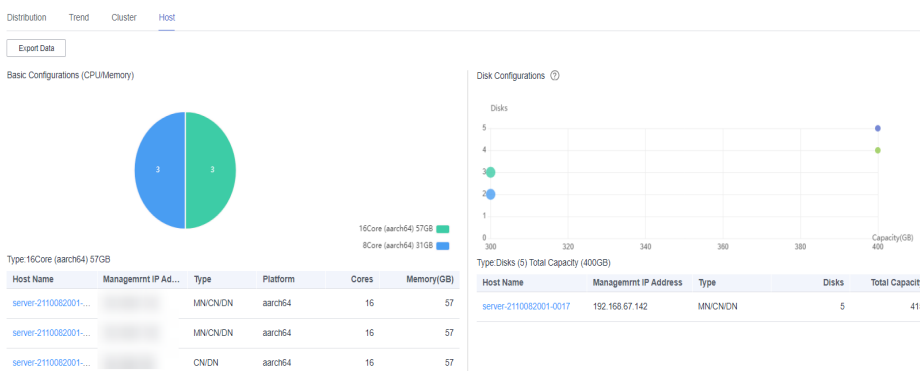 Distribution Trend Cluster Host
Export Data
Basic Configurations (CPU/Memory)
3 3
16Core (aarch64) 57GB
8Core (aarch64) 31GB
Type:16Core (aarch64) 57GB
Host Name Managemrnt IP Ad... Type Platform Cores Memory(GB)
server-2110082001-... MN/CN/DN aarch64 16 57
server-2110082001-... MN/CN/DN aarch64 16 57
server-2110082001-... CN/DN aarch64 16 57
Disk Configurations ?
Disks
5
4
3
2
1
0
300 320 340 360 380 400
Capacity(GB)
Type:Disks (5) Total Capacity (400GB)
Host Name Managemrnt IP Address Type Disks Total Capacity
server-2110082001-0017 192.168.67.142 MN/CN/DN 5 41